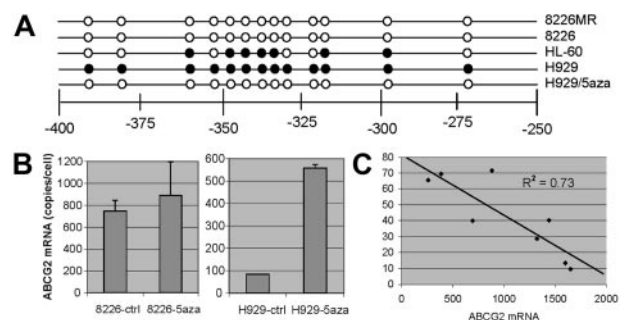 A
8226MR
8226
HL-60
H929
H929/5aza
-400 -375 -350 -325 -300 -275 -250
B
ABCG2 mRNA (copies/cell)
1200
1000
800
600
400
200
0
8226-ctrl 8226-5aza
600
500
400
300
200
100
0
H929-ctrl H929-5aza
C
80
70
60
50
40
30
20
10
0
R² = 0.73
0 500 1000 1500 2000
ABCG2 mRNA